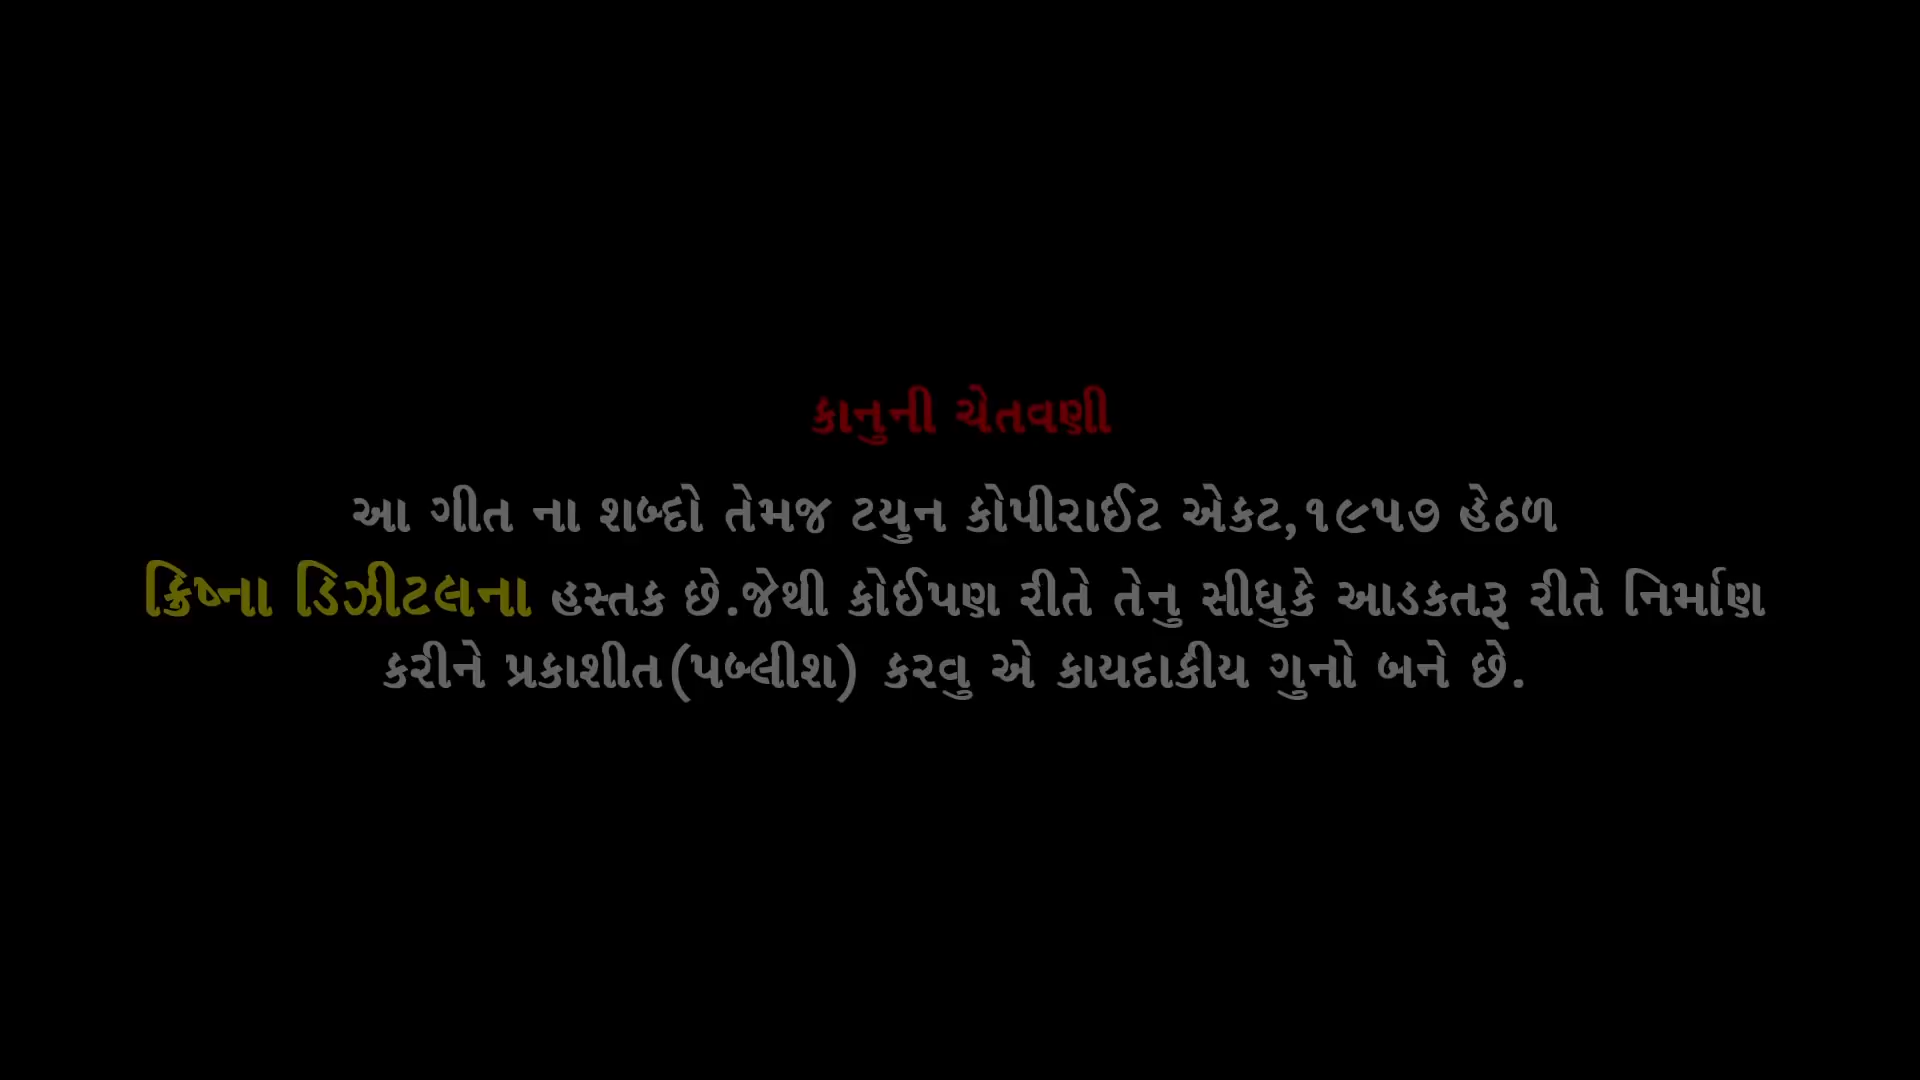 કાનુની ચેતવણી
આ ગીત ના શબ્દો તેમજ ટયુન કોપીરાઈટ એકટ,૧૯૫૭ હેઠળ
ક્રિષ્ના ડિઝીટલના હસ્તક છે.જેથી કોઈપણ રીતે તેનુ સીધુકે આડકતરૂ રીતે નિર્માણ
કરીને પ્રકાશીત(પબ્લીશ) કરવુ એ કાયદાકીય ગુનો બને છે.